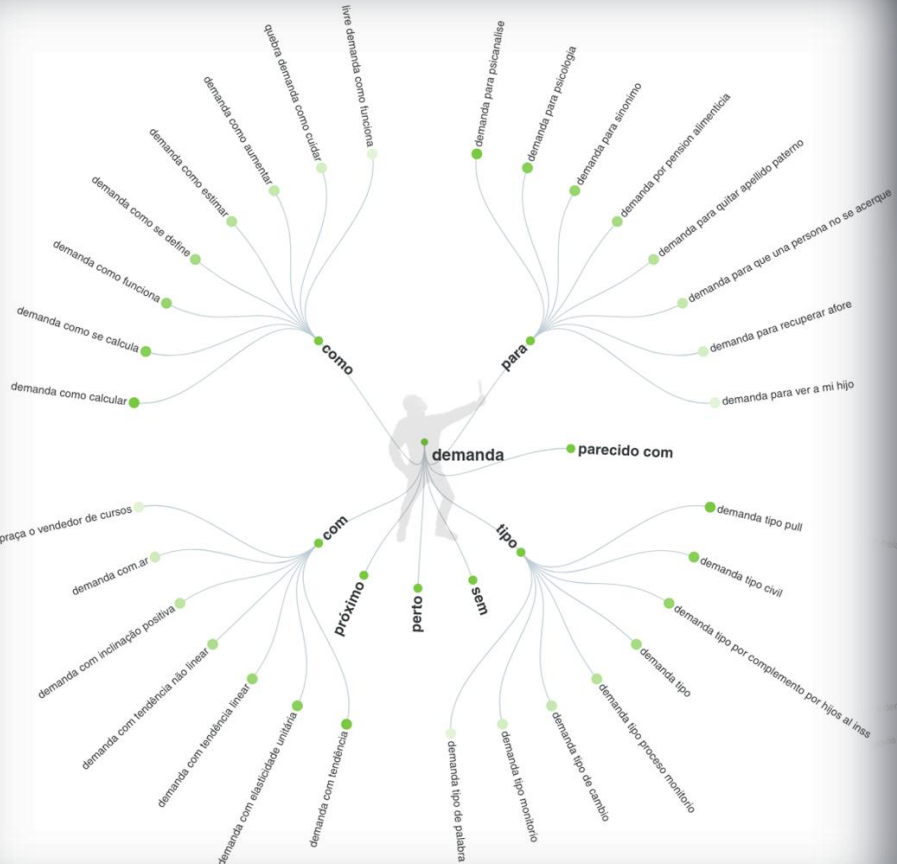 livre demanda como funciona
quebra demanda como cuidar
demanda como aumentar
demanda como estimar
demanda como se define
demanda como funciona
demanda como se calcula
demanda como calcular
como
demanda para psicanalise
demanda para psicologia
demanda para sinonimo
demanda por pension alimenticia
demanda para quitar apellido paterno
demanda para que una persona no se acerque
demanda para recuperar afore
demanda para ver a mi hijo
para
demanda
parecido com
praça o vendedor de cursos
demanda com.ar
demanda com inclinação positiva
demanda com tendência não linear
demanda com tendência linear
demanda com elasticidade unitária
demanda com tendência
com
próximo
perto
sem
tipo
demanda tipo pull
demanda tipo civil
demanda tipo por complemento por hijos al inss
demanda tipo
demanda tipo proceso monitorio
demanda tipo de cambio
demanda tipo monitorio
demanda tipo de palabra